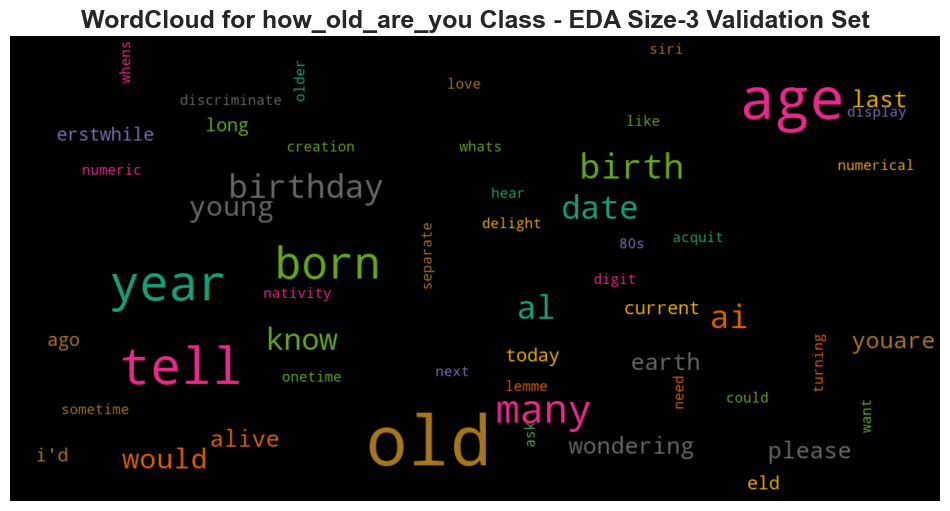 WordCloud for how_old_are_you Class - EDA Size-3 Validation Set
siri
whens
older
love
age
last
discriminate
display
erstwhile
long
like
creation
whats
numeric
birth
numerical
birthday
young
hear
date
delight
separate
80s
acquit
born
year
nativity
digit
al
current
ai
ago
know
today
earth
youare
tell
onetime
next
lemme
need
turning
could
sometime
many
want
old
ask
i'd
would
alive
wondering
please
eld